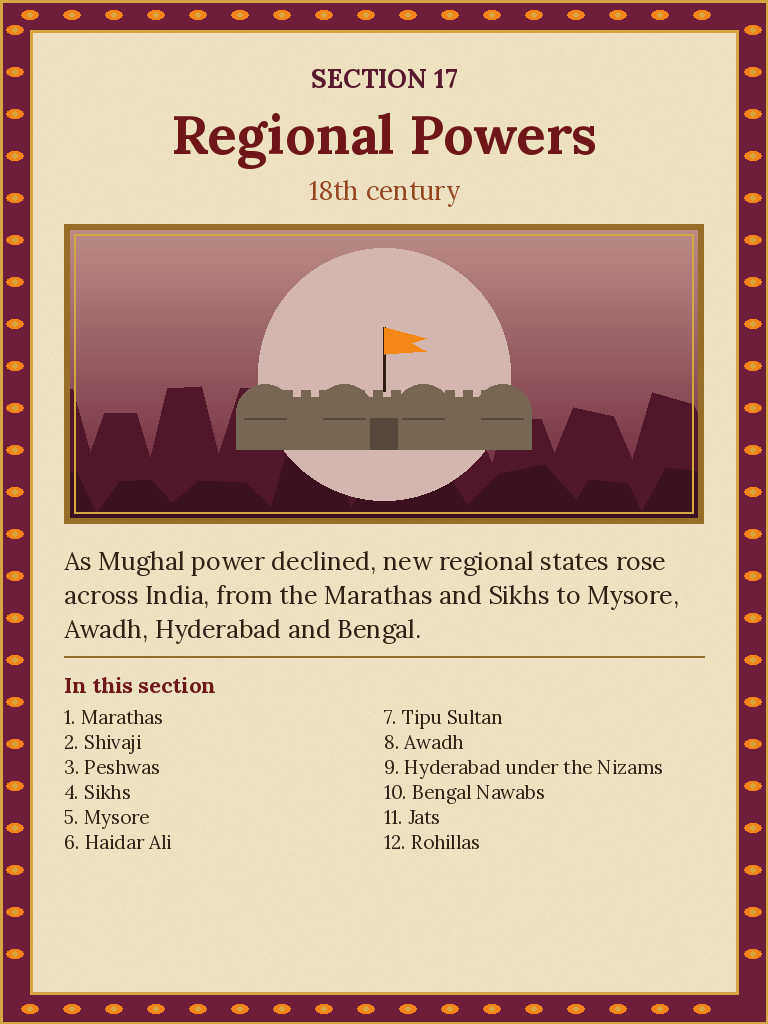 SECTION 17
Regional Powers
18th century
As Mughal power declined, new regional states rose
across India, from the Marathas and Sikhs to Mysore,
Awadh, Hyderabad and Bengal.
In this section
1. Marathas
2. Shivaji
3. Peshwas
4. Sikhs
5. Mysore
6. Haidar Ali
7. Tipu Sultan
8. Awadh
9. Hyderabad under the Nizams
10. Bengal Nawabs
11. Jats
12. Rohillas